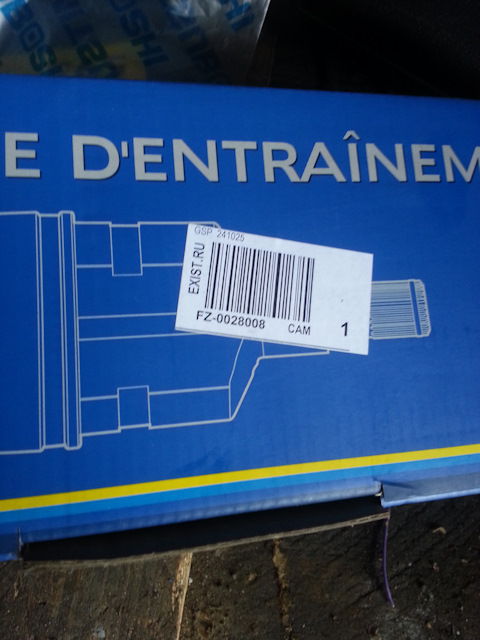 E D'ENTRAÎNEM
GSP 241025
EXIST.RU
FZ-0028008 CAM 1